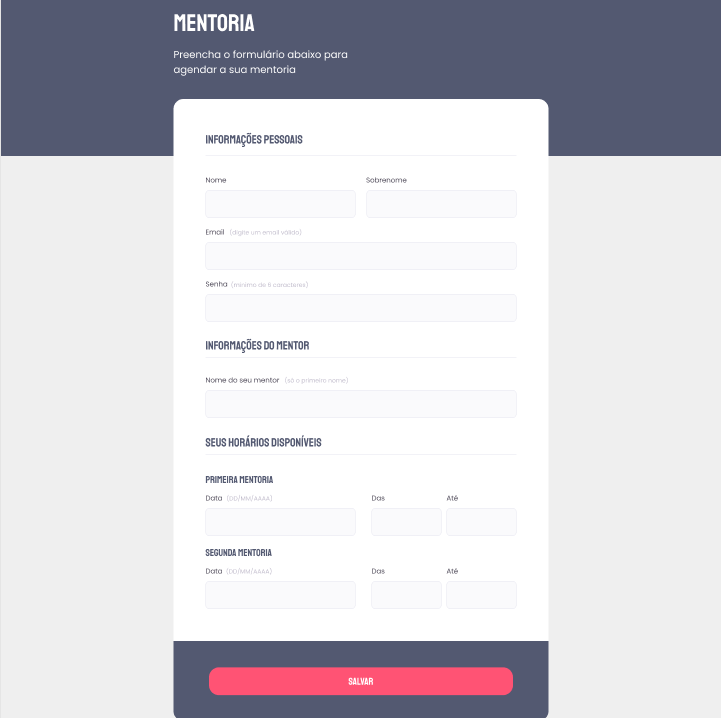 MENTORIA
Preencha o formulário abaixo para
agendar a sua mentoria
INFORMAÇÕES PESSOAIS
Nome Sobrenome
Email (digite um email válido)
Senha (mínimo de 8 caracteres)
INFORMAÇÕES DO MENTOR
Nome do seu mentor (só o primeiro nome)
SEUS HORÁRIOS DISPONÍVEIS
PRIMEIRA MENTORIA
Data (DD/MM/AAAA) Das Até
SEGUNDA MENTORIA
Data (DD/MM/AAAA) Das Até
SALVAR